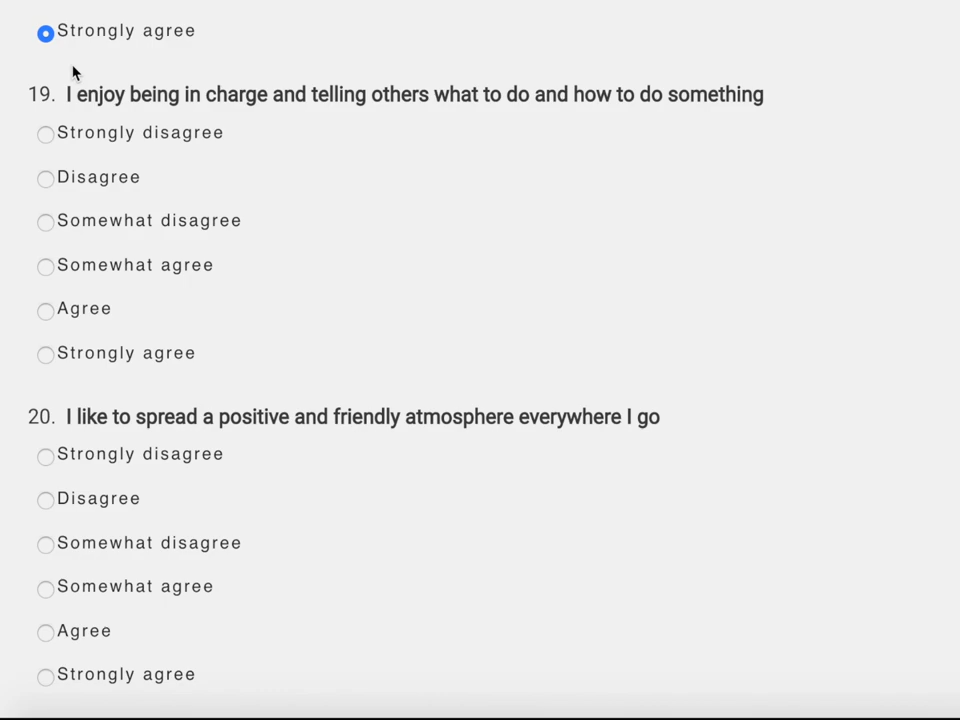 Strongly agree
19. I enjoy being in charge and telling others what to do and how to do something
Strongly disagree
Disagree
Somewhat disagree
Somewhat agree
Agree
Strongly agree
20. I like to spread a positive and friendly atmosphere everywhere I go
Strongly disagree
Disagree
Somewhat disagree
Somewhat agree
Agree
Strongly agree